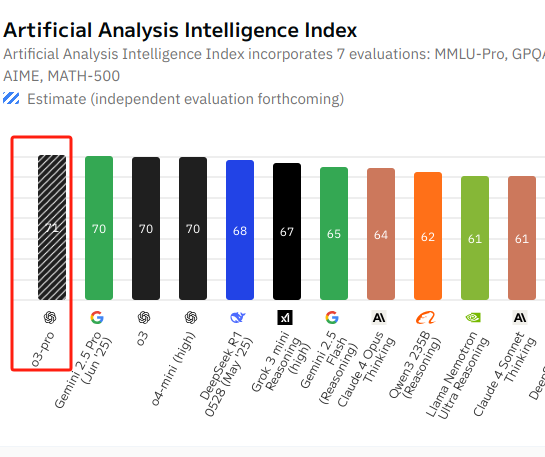 Artificial Analysis Intelligence Index
Artificial Analysis Intelligence Index incorporates 7 evaluations: MMLU-Pro, GPQA
AIME, MATH-500
Estimate (independent evaluation forthcoming)
71
70
70
70
68
67
65
64
62
61
61
o3-pro
Gemini 2.5 Pro
(Jun '25)
o3
o4-mini (high)
DeepSeek R1
0528 (May '25)
Grok 3 mini
Reasoning
(high)
Gemini 2.5
Flash
(Reasoning)
Claude 4 Opus
Thinking
Qwen3 235B
(Reasoning)
Llama Nemotron
Ultra Reasoning
Claude 4 Sonnet
Thinking